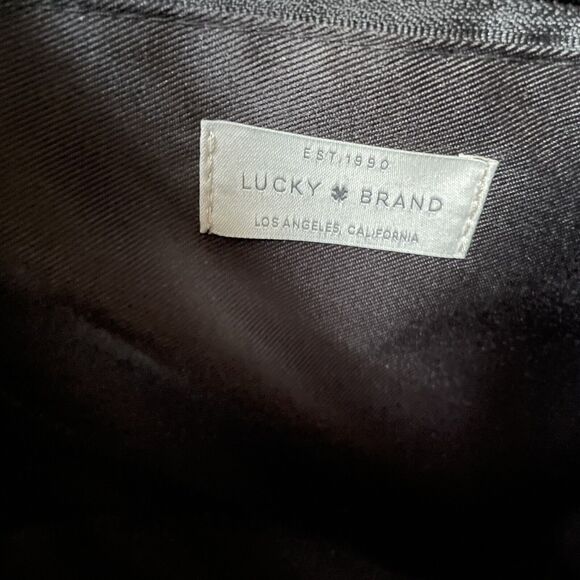 EST.1990
LUCKY BRAND
LOS ANGELES, CALIFORNIA